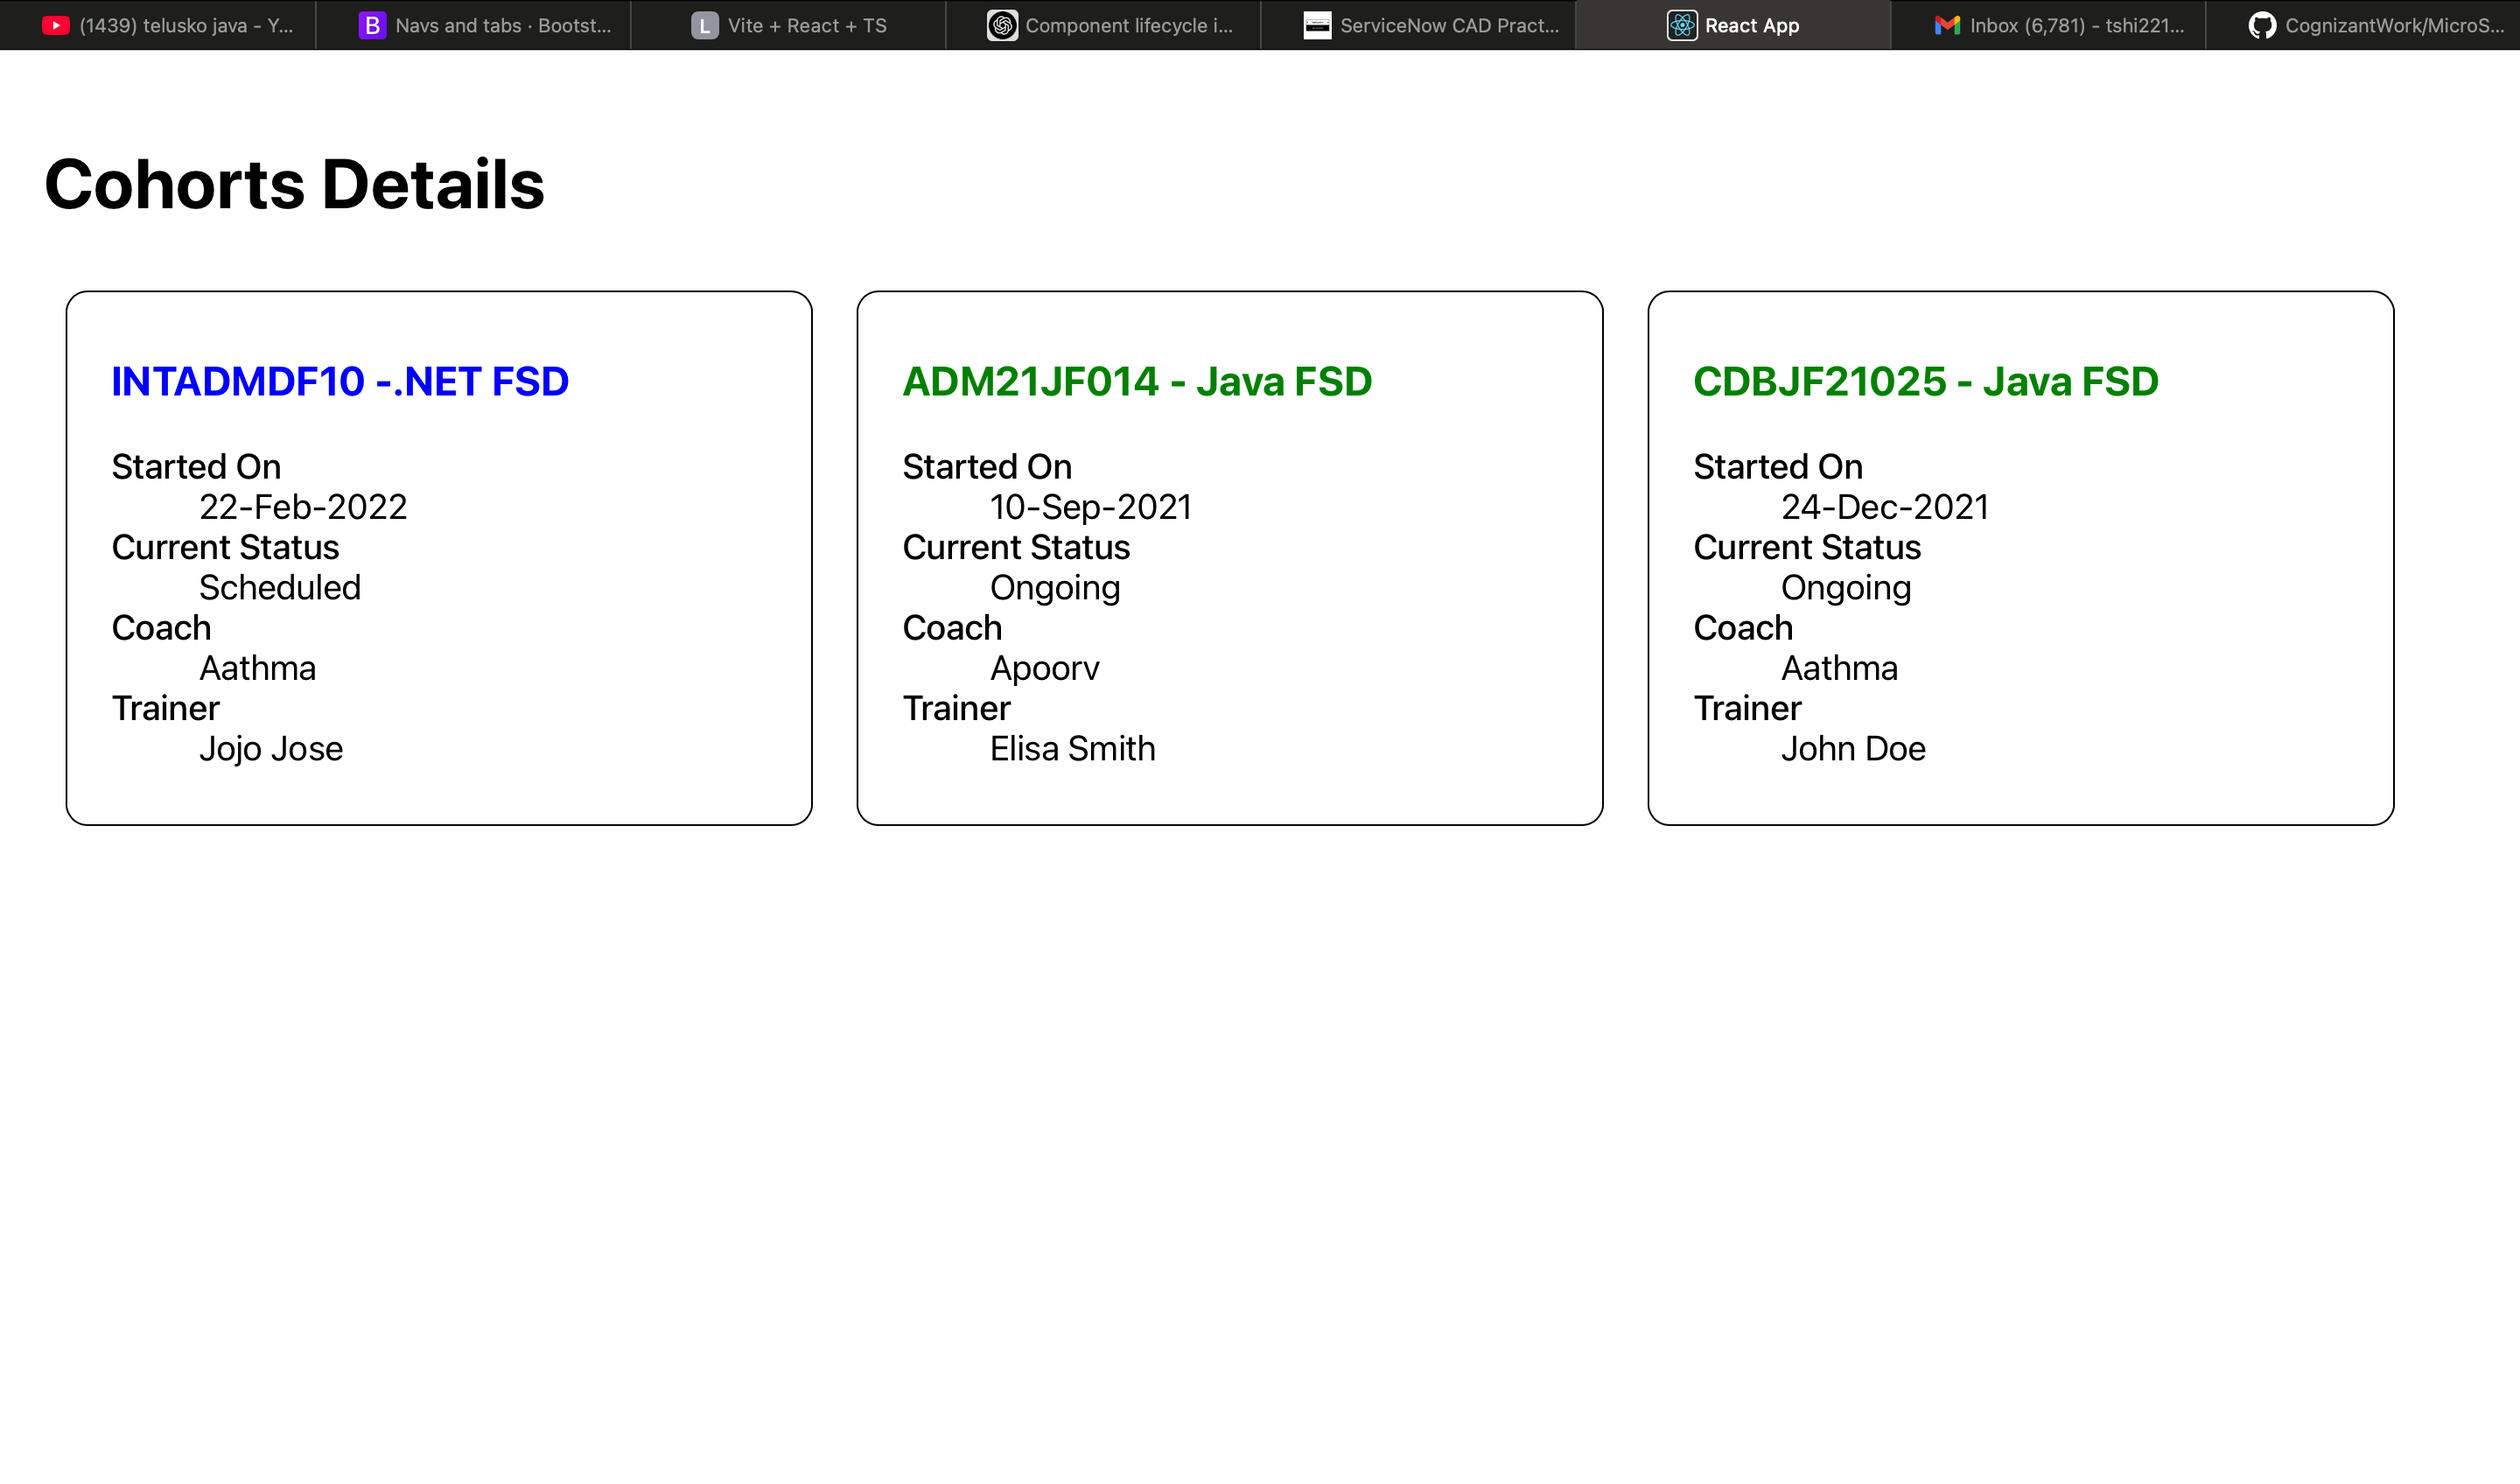 (1439) telusko java - Y...
B Navs and tabs · Bootst...
L Vite + React + TS
Component lifecycle i...
ServiceNow CAD Pract...
React App
Inbox (6,781) - tshi221...
CognizantWork/MicroS...
Cohorts Details
INTADMDF10 -.NET FSD
Started On
22-Feb-2022
Current Status
Scheduled
Coach
Aathma
Trainer
Jojo Jose
ADM21JF014 - Java FSD
Started On
10-Sep-2021
Current Status
Ongoing
Coach
Apoorv
Trainer
Elisa Smith
CDBJF21025 - Java FSD
Started On
24-Dec-2021
Current Status
Ongoing
Coach
Aathma
Trainer
John Doe